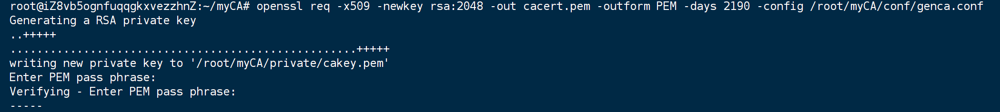 root@iZ8vb5ognfuqqgkxvezzhnZ:~/myCA# openssl req -x509 -newkey rsa:2048 -out cacert.pem -outform PEM -days 2190 -config /root/myCA/conf/genca.conf
Generating a RSA private key
..+++++
....................................................+++++
writing new private key to '/root/myCA/private/cakey.pem'
Enter PEM pass phrase:
Verifying - Enter PEM pass phrase:
-----